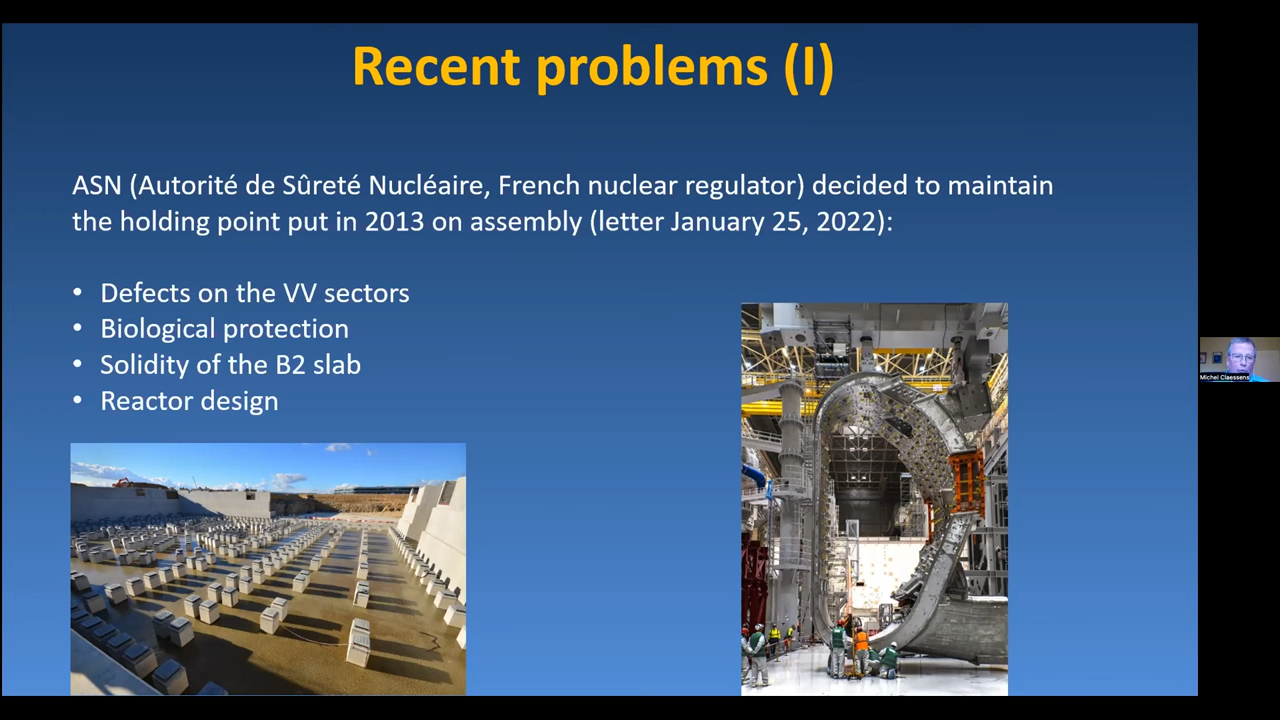 Recent problems (I)
ASN (Autorité de Sûreté Nucléaire, French nuclear regulator) decided to maintain
the holding point put in 2013 on assembly (letter January 25, 2022):
• Defects on the VV sectors
• Biological protection
• Solidity of the B2 slab
• Reactor design
Michel Claessens